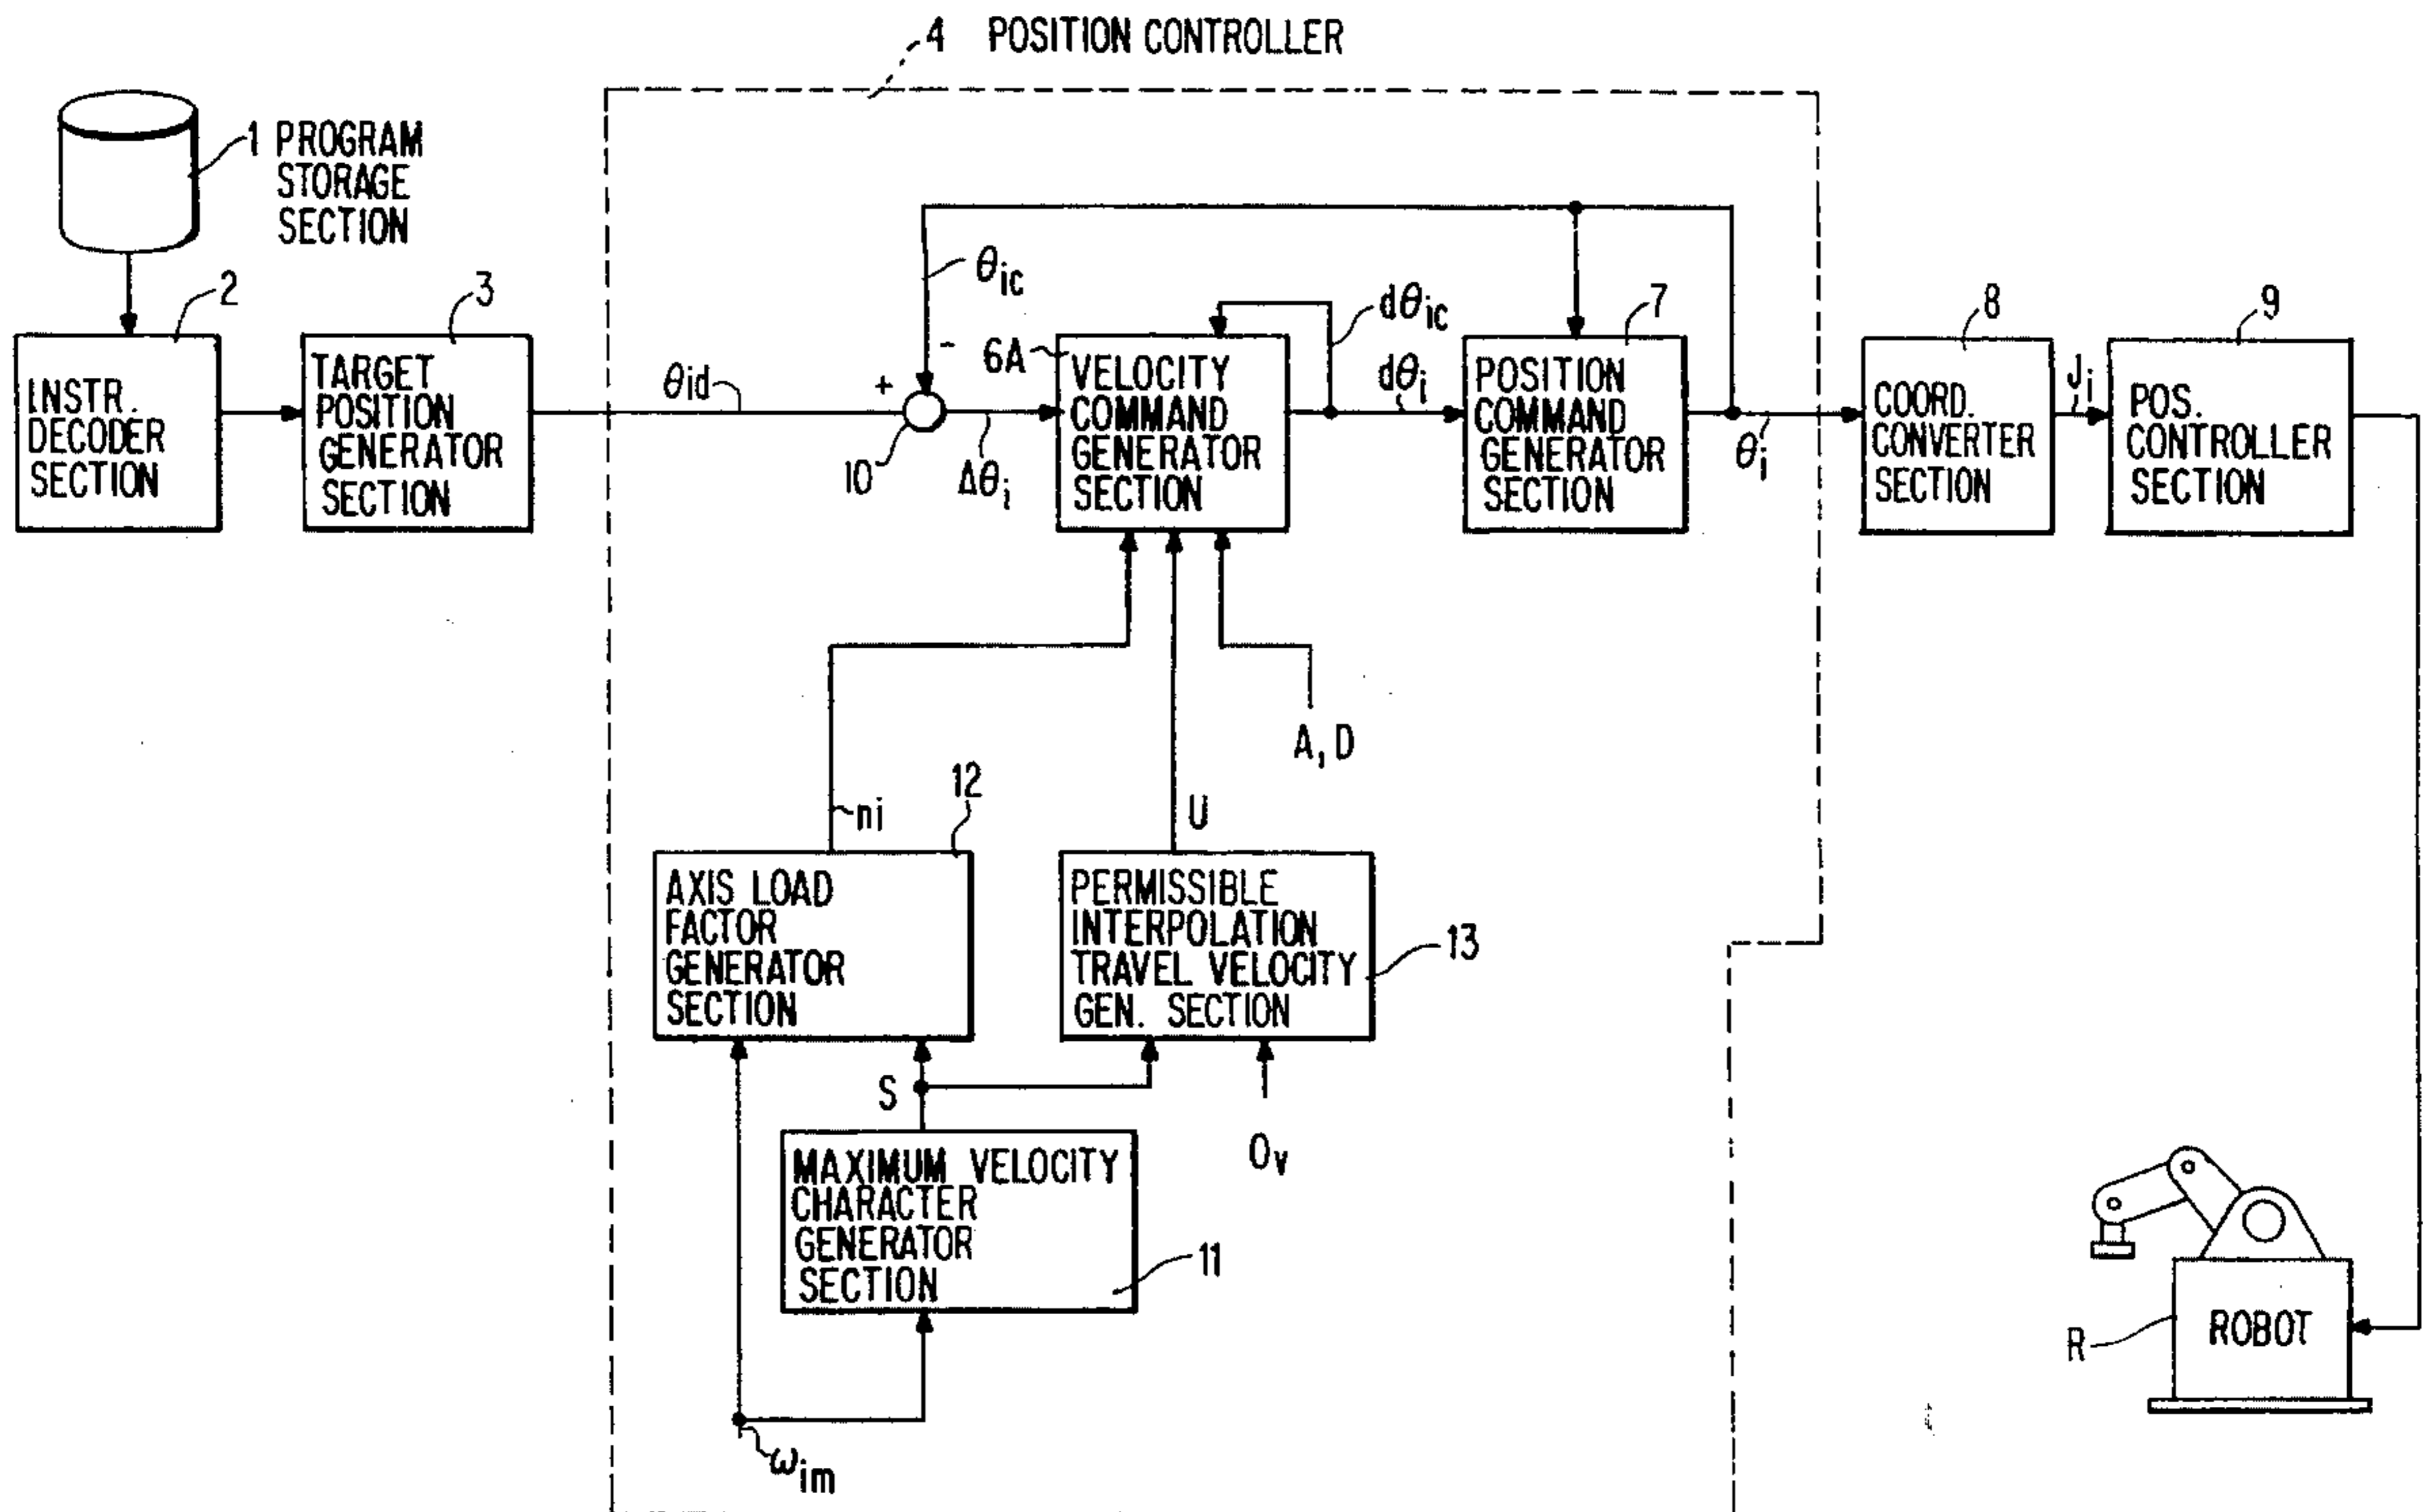 4 POSITION CONTROLLER
1 PROGRAM
STORAGE
SECTION
2
INSTR.
DECODER
SECTION
3
TARGET
POSITION
GENERATOR
SECTION
θid
θic
+
-
10
Δθi
6A
VELOCITY
COMMAND
GENERATOR
SECTION
dθic
dθi
7
POSITION
COMMAND
GENERATOR
SECTION
θi
8
COORD.
CONVERTER
SECTION
Ji
9
POS.
CONTROLLER
SECTION
A, D
ni
12
AXIS LOAD
FACTOR
GENERATOR
SECTION
U
PERMISSIBLE
INTERPOLATION
TRAVEL VELOCITY
GEN. SECTION
13
S
Ov
MAXIMUM VELOCITY
CHARACTER
GENERATOR
SECTION
11
ωim
R
ROBOT